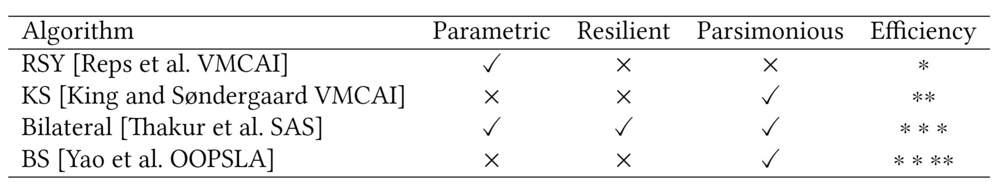 Algorithm Parametric Resilient Parsimonious Efficiency
RSY [Reps et al. VMCAI] ✓ × × *
KS [King and Søndergaard VMCAI] × × ✓ **
Bilateral [Thakur et al. SAS] ✓ ✓ ✓ * * *
BS [Yao et al. OOPSLA] × × ✓ * * **